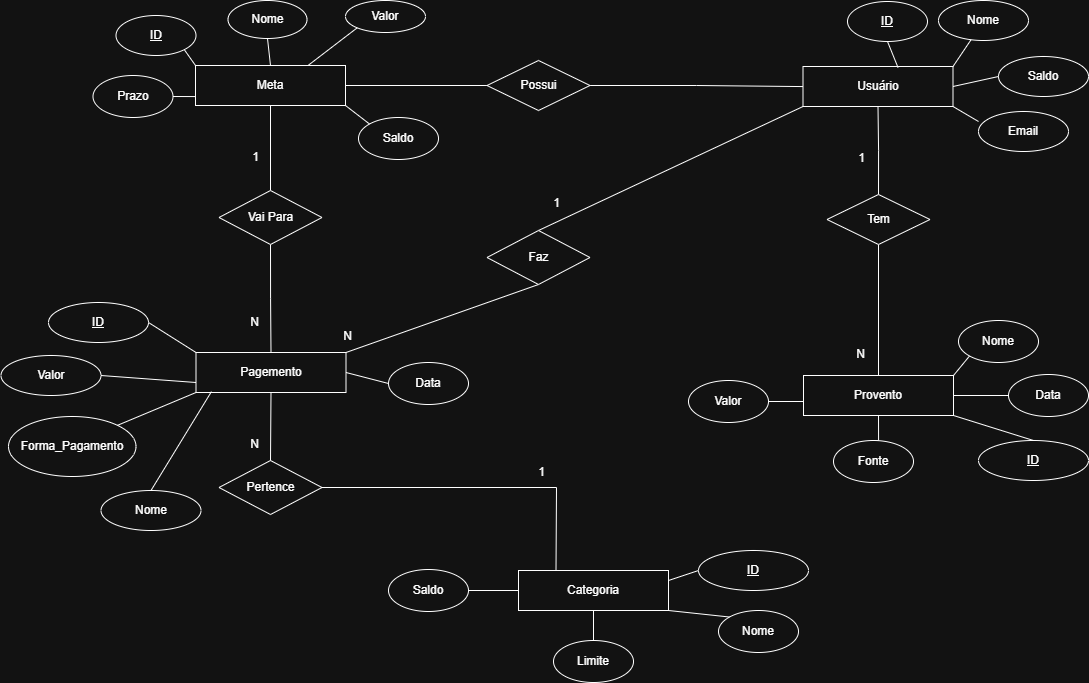 Nome
Valor
ID
Nome
ID
Saldo
Meta
Possui
Usuário
Prazo
Email
Saldo
1
1
1
Vai Para
Tem
Faz
ID
N
N
Nome
N
Valor
Pagemento
Data
Valor
Provento
Data
Forma_Pagamento
N
Fonte
ID
1
Pertence
Nome
ID
Saldo
Categoria
Nome
Limite